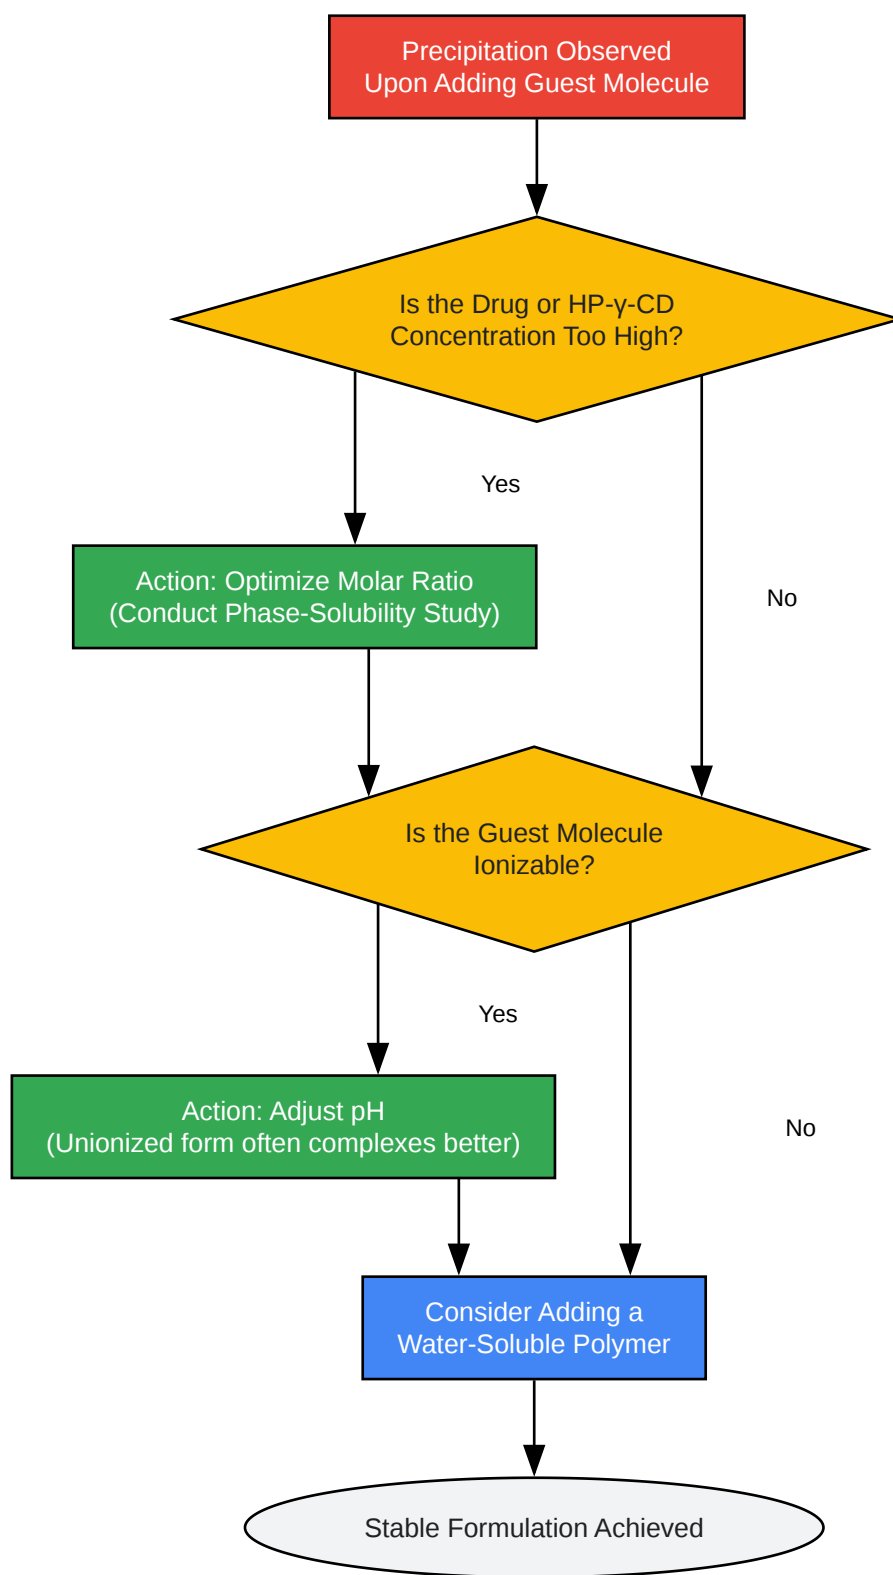 Precipitation Observed
Upon Adding Guest Molecule
Is the Drug or HP-γ-CD
Concentration Too High?
Yes
Action: Optimize Molar Ratio
(Conduct Phase-Solubility Study)
No
Is the Guest Molecule
Ionizable?
Yes
Action: Adjust pH
(Unionized form often complexes better)
No
Consider Adding a
Water-Soluble Polymer
Stable Formulation Achieved